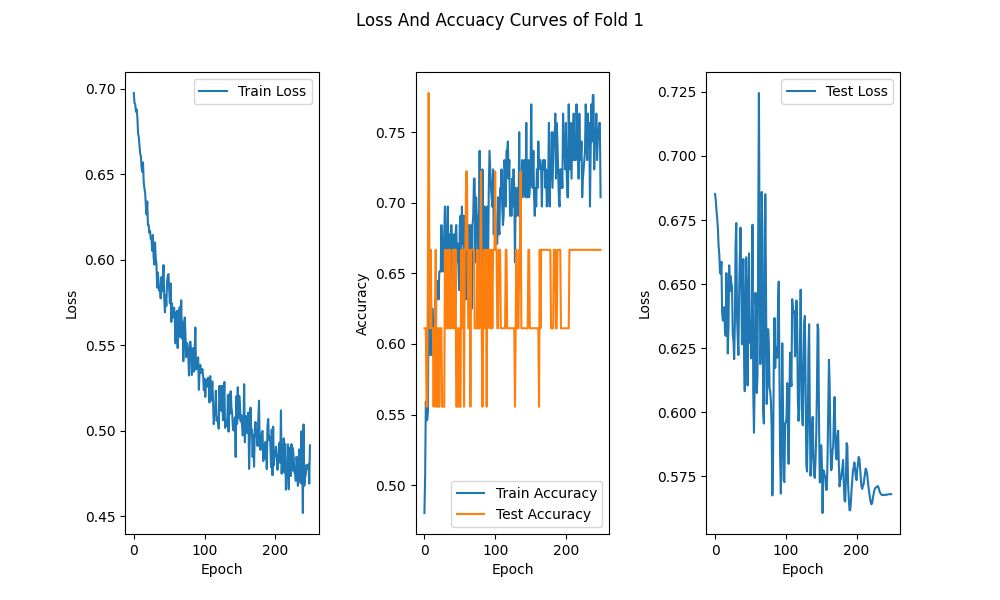 Loss And Accuacy Curves of Fold 1
0.70
0.65
0.60
0.55
0.50
0.45
Loss
0
100
200
Epoch
Train Loss
0.75
0.70
0.65
0.60
0.55
0.50
Accuracy
0
100
200
Epoch
Train Accuracy
Test Accuracy
0.725
0.700
0.675
0.650
0.625
0.600
0.575
Loss
0
100
200
Epoch
Test Loss